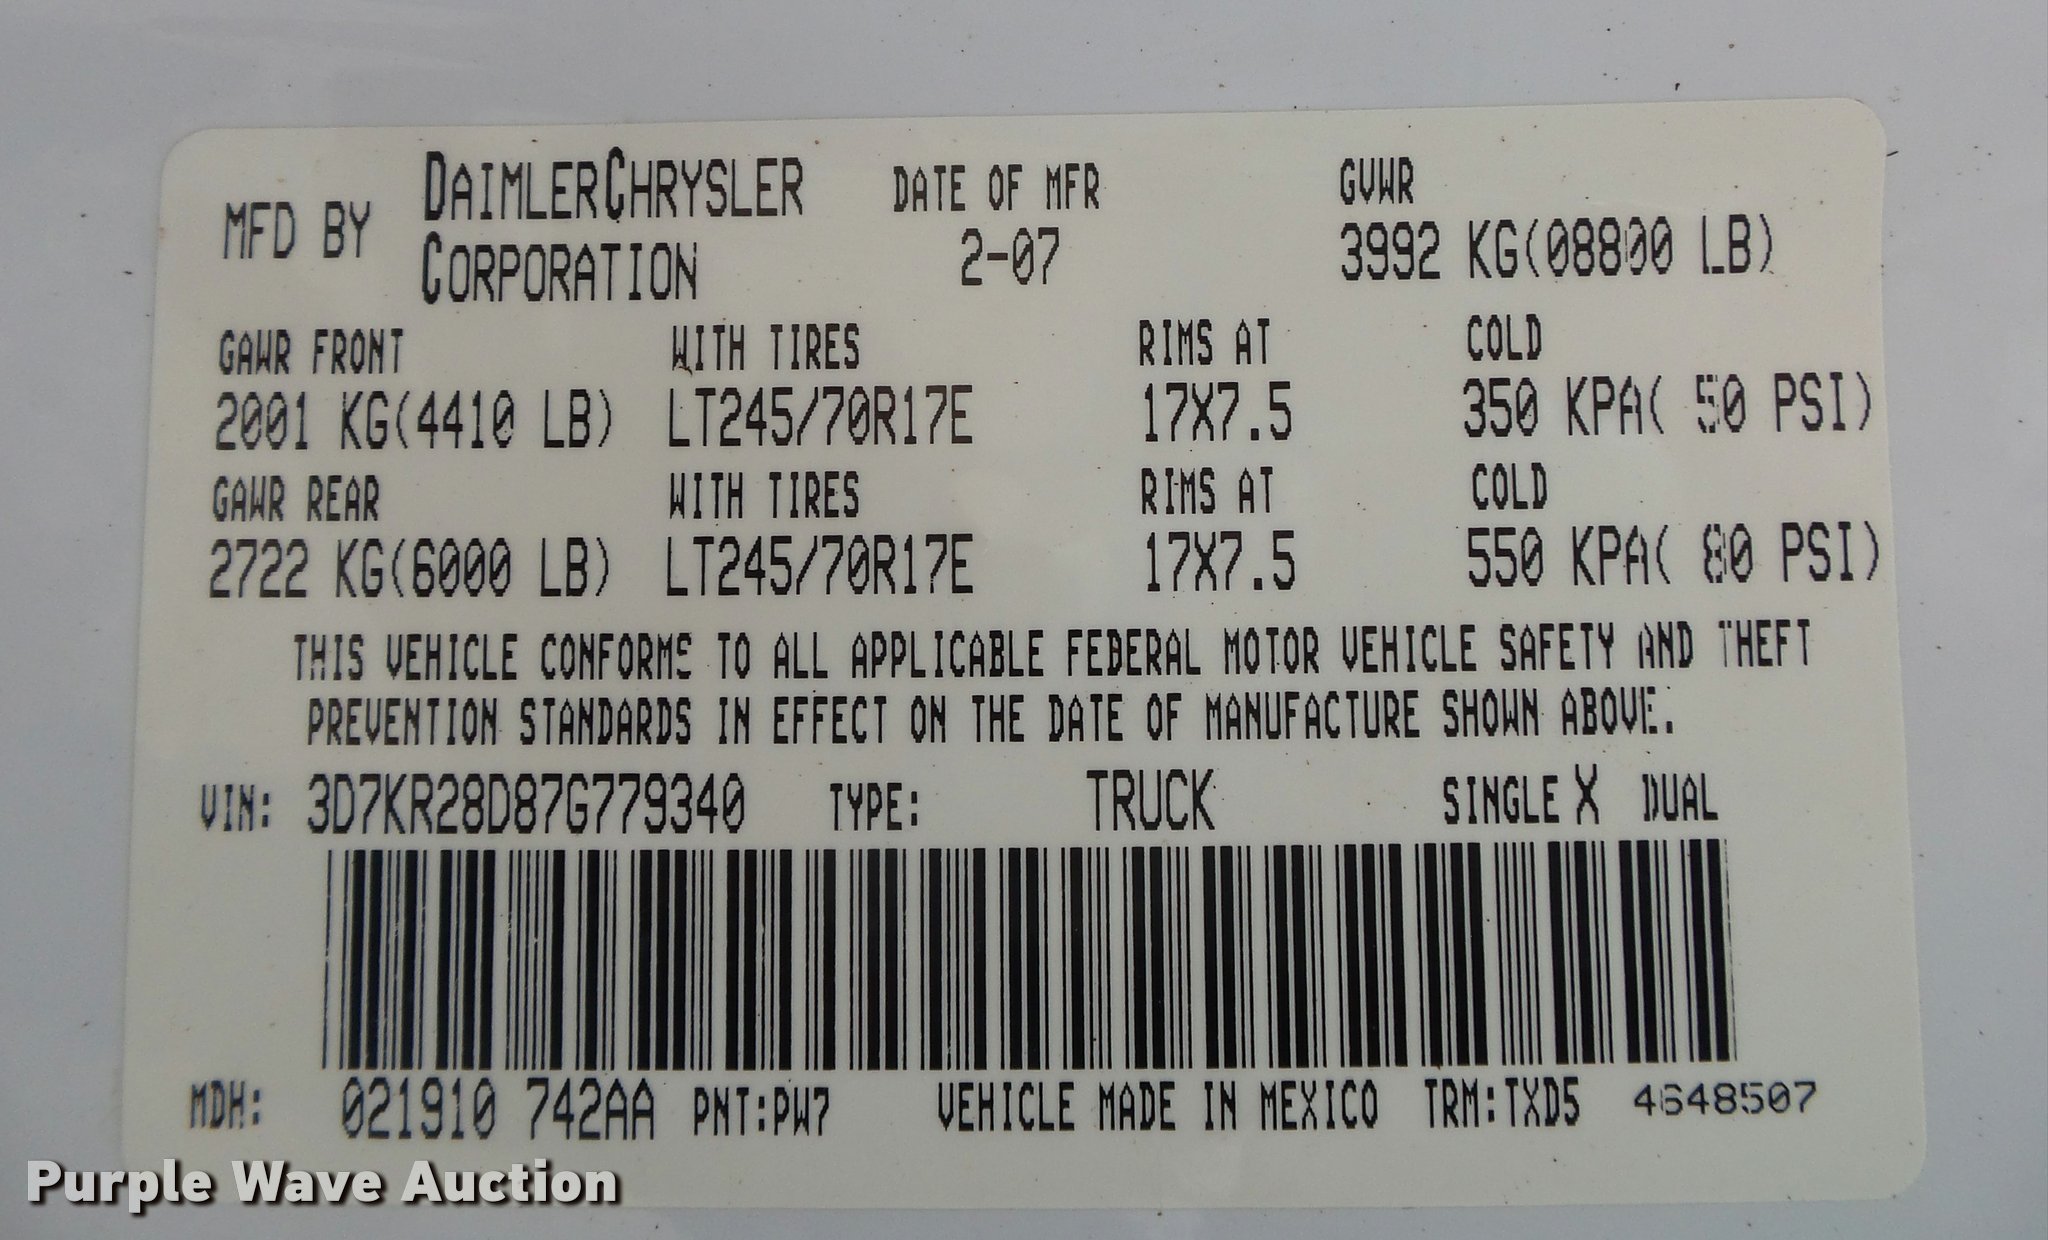 MFD BY DAIMLERCHRYSLER CORPORATION DATE OF MFR 2-07 GVWR 3992 KG(08800 LB)
GAWR FRONT WITH TIRES RIMS AT COLD
2001 KG(4410 LB) LT245/70R17E 17X7.5 350 KPA( 50 PSI)
GAWR REAR WITH TIRES RIMS AT COLD
2722 KG(6000 LB) LT245/70R17E 17X7.5 550 KPA( 80 PSI)
THIS VEHICLE CONFORMS TO ALL APPLICABLE FEDERAL MOTOR VEHICLE SAFETY AND THEFT
PREVENTION STANDARDS IN EFFECT ON THE DATE OF MANUFACTURE SHOWN ABOVE.
VIN: 3D7KR28D87G779340 TYPE: TRUCK SINGLE X DUAL
MDH: 021910 742AA PNT:PW7 VEHICLE MADE IN MEXICO TRM:TXD5 4648507
Purple Wave Auction